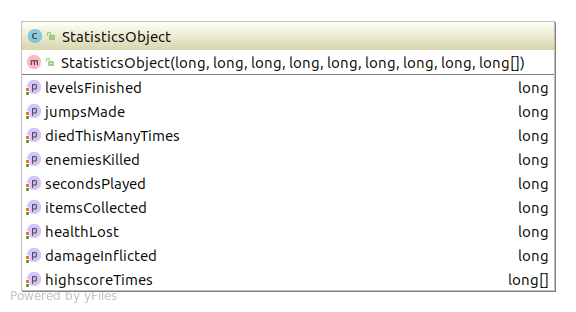 C StatisticsObject
m StatisticsObject(long, long, long, long, long, long, long, long, long[])
p levelsFinished long
p jumpsMade long
p diedThisManyTimes long
p enemiesKilled long
p secondsPlayed long
p itemsCollected long
p healthLost long
p damageInflicted long
p highscoreTimes long[]
Powered by yFiles